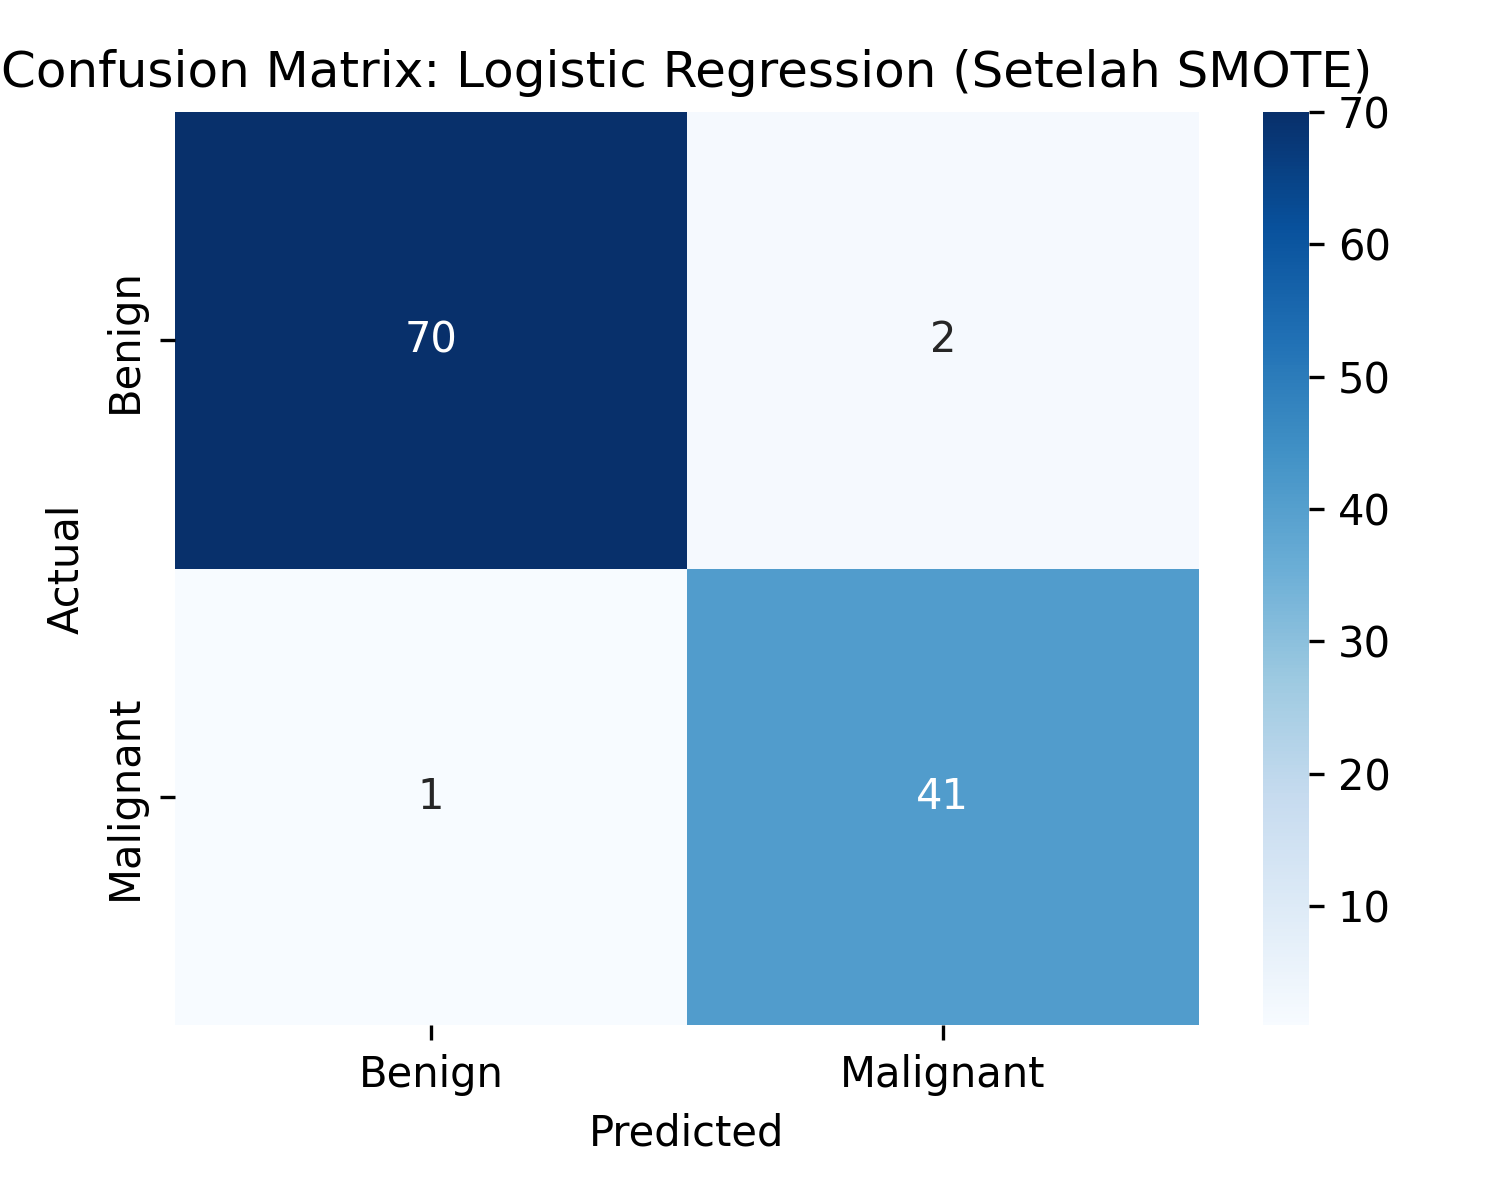 Confusion Matrix: Logistic Regression (Setelah SMOTE)
Actual
Benign
70
2
Malignant
1
41
Benign
Malignant
Predicted
70
60
50
40
30
20
10